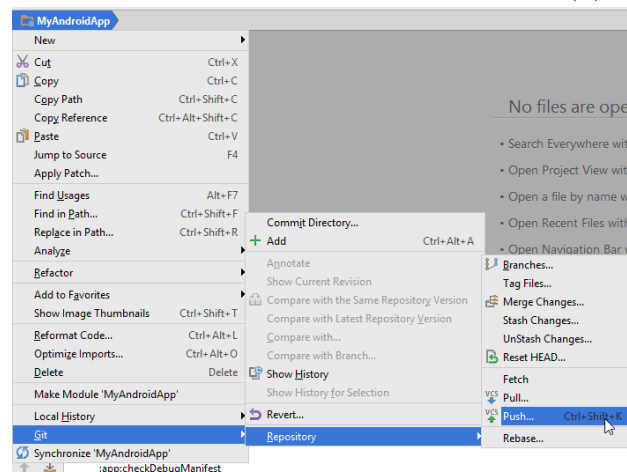 MyAndroidApp
New
Cut Ctrl+X
Copy Ctrl+C
Copy Path Ctrl+Shift+C
Copy Reference Ctrl+Alt+Shift+C
Paste Ctrl+V
Jump to Source F4
Apply Patch...
Find Usages Alt+F7
Find in Path... Ctrl+Shift+F
Replace in Path... Ctrl+Shift+R
Analyze
Refactor
Add to Favorites
Show Image Thumbnails Ctrl+Shift+T
Reformat Code... Ctrl+Alt+L
Optimize Imports... Ctrl+Alt+O
Delete Delete
Make Module 'MyAndroidApp'
Local History
Git
Synchronize 'MyAndroidApp'
:app:checkDebugManifest
Commit Directory...
Add Ctrl+Alt+A
Annotate
Show Current Revision
Compare with the Same Repository Version
Compare with Latest Repository Version
Compare with...
Compare with Branch...
Show History
Show History for Selection
Revert...
Repository
No files are ope
• Search Everywhere wit
• Open Project View wit
• Open a file by name w
• Open Recent Files with
• Open Navigation Bar
Branches...
Tag Files...
Merge Changes...
Stash Changes...
UnStash Changes...
Reset HEAD...
Fetch
VCS Pull...
VCS Push... Ctrl+Shift+K
Rebase...